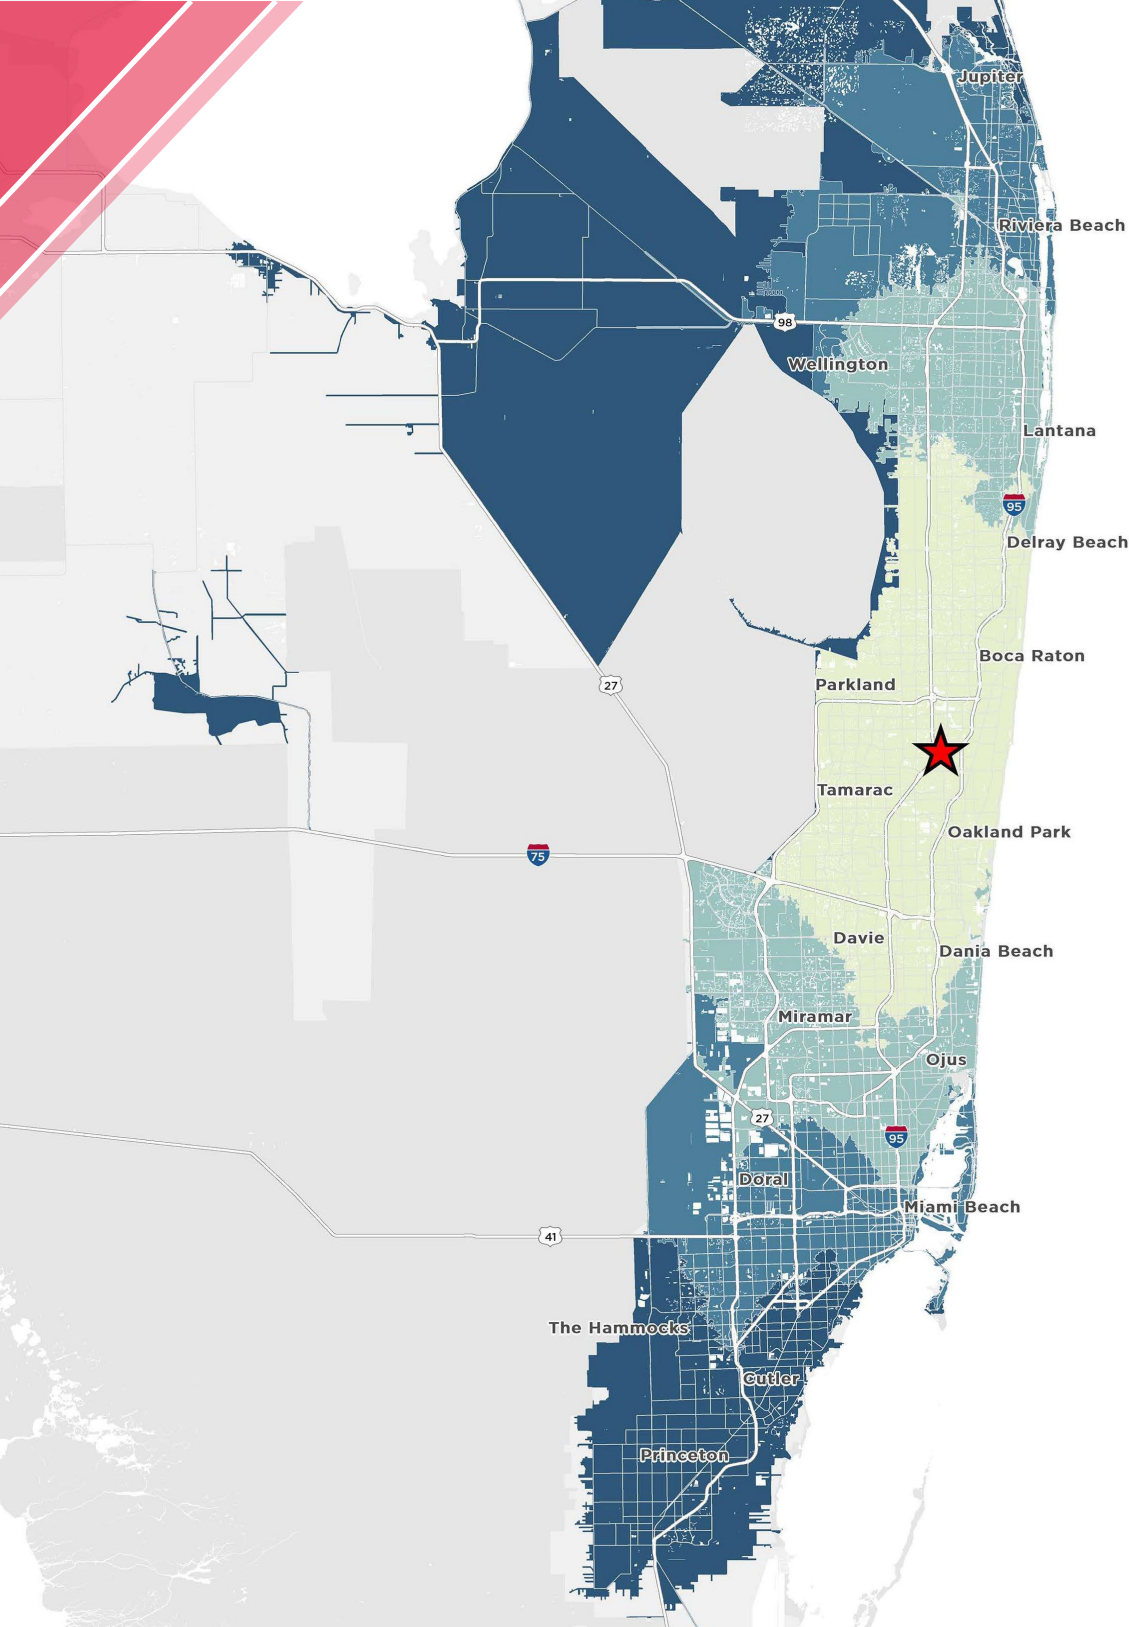 Jupiter
Riviera Beach
98
Wellington
Lantana
95
Delray Beach
Boca Raton
27
Parkland
Tamarac
Oakland Park
75
Davie
Dania Beach
Miramar
Ojus
27
95
Doral
Miami Beach
41
The Hammocks
Cutler
Princeton